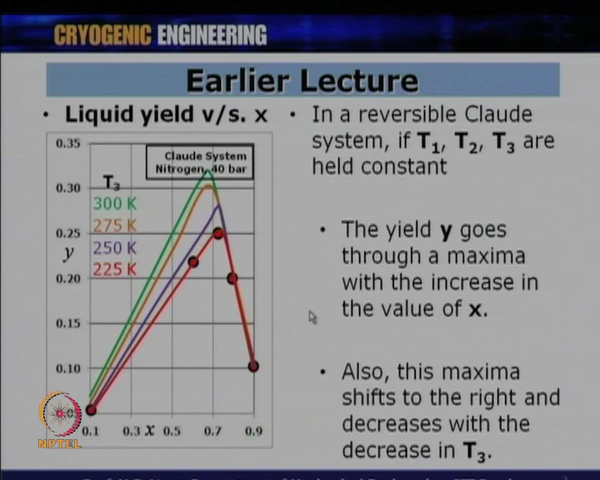 CRYOGENIC ENGINEERING
Earlier Lecture
• Liquid yield v/s. x
0.35
0.30
0.25
0.20
0.15
0.10
y
Claude System
Nitrogen, 40 bar
T3
300 K
275 K
250 K
225 K
0.1
0.3
x
0.5
0.7
0.9
NPTEL
• In a reversible Claude
system, if T1, T2, T3 are
held constant
• The yield y goes
through a maxima
with the increase in
the value of x.
• Also, this maxima
shifts to the right and
decreases with the
decrease in T3.